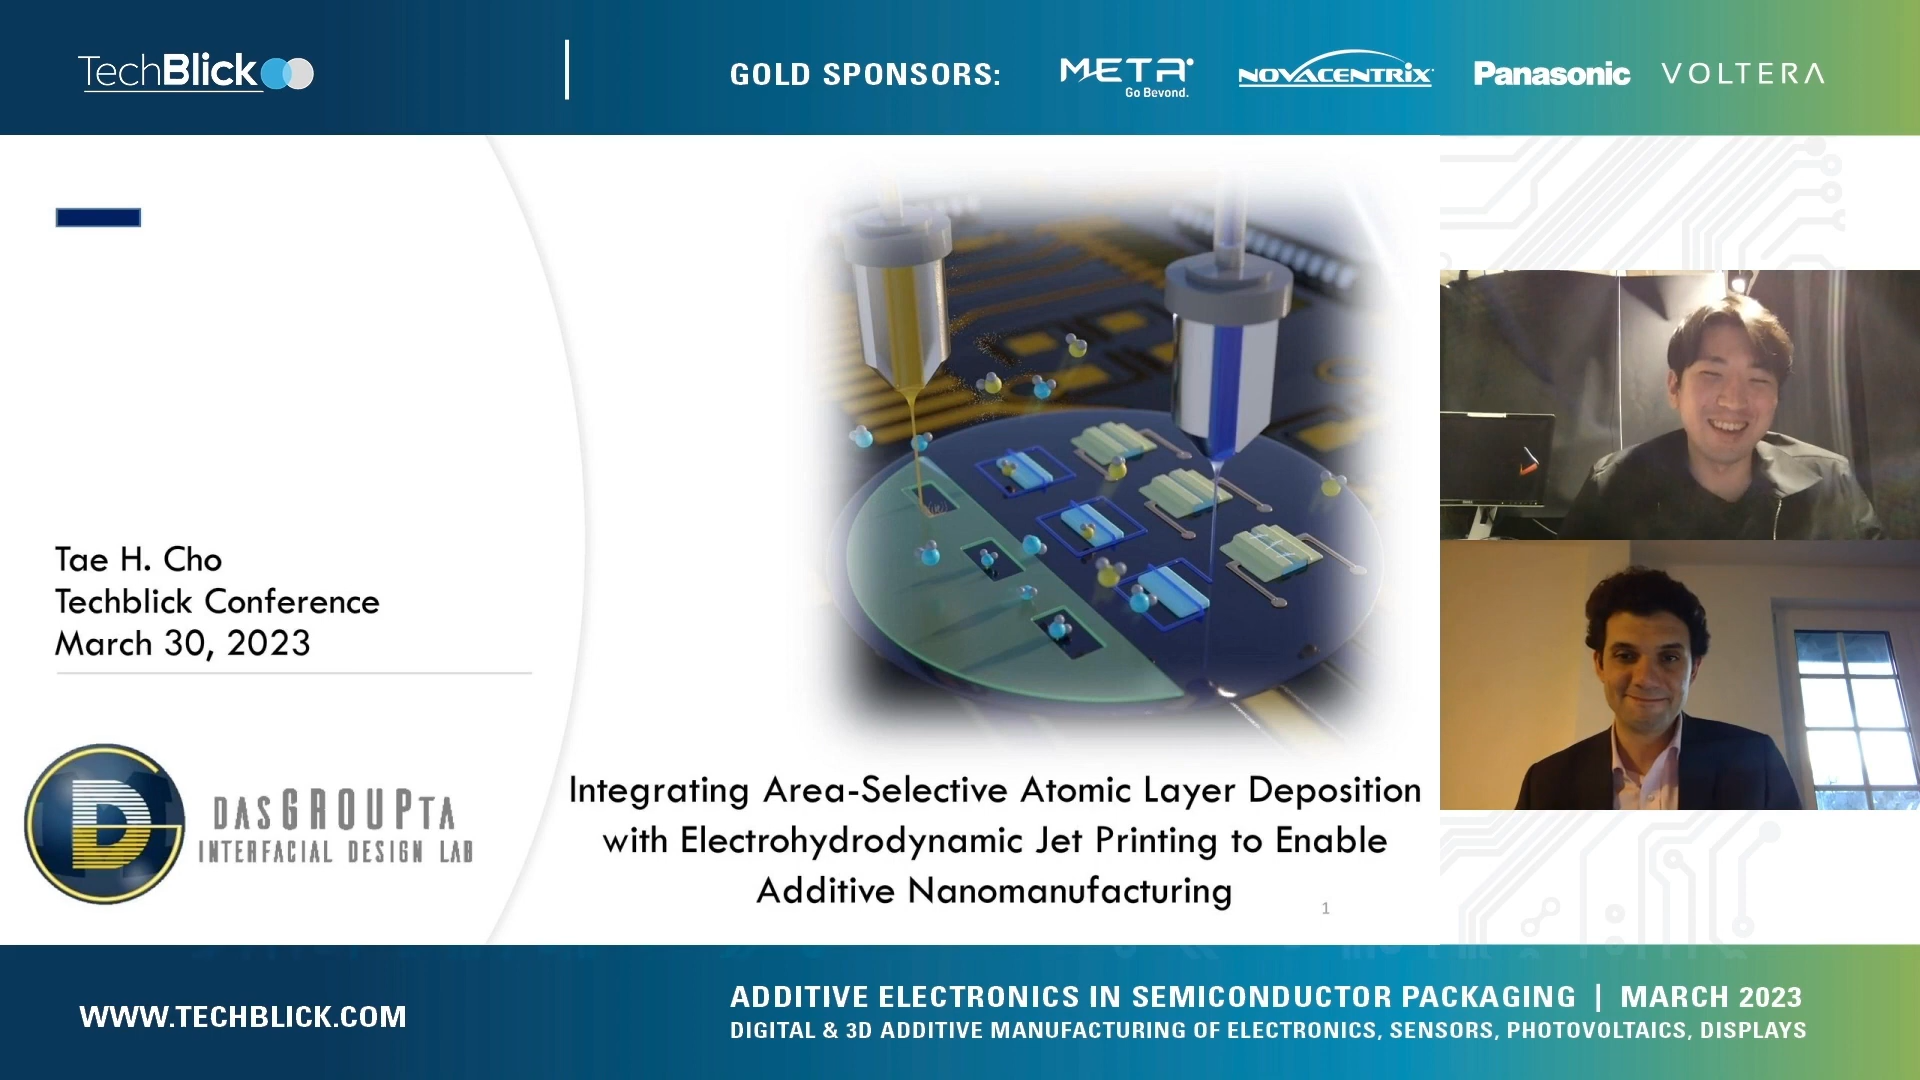 TechBlick
GOLD SPONSORS:
META
Go Beyond.
NOVACENTRIX
Panasonic
VOLTERA
Tae H. Cho
Techblick Conference
March 30, 2023
DASGROUPTA
INTERFACIAL DESIGN LAB
Integrating Area-Selective Atomic Layer Deposition
with Electrohydrodynamic Jet Printing to Enable
Additive Nanomanufacturing
1
WWW.TECHBLICK.COM
ADDITIVE ELECTRONICS IN SEMICONDUCTOR PACKAGING | MARCH 2023
DIGITAL & 3D ADDITIVE MANUFACTURING OF ELECTRONICS, SENSORS, PHOTOVOLTAICS, DISPLAYS